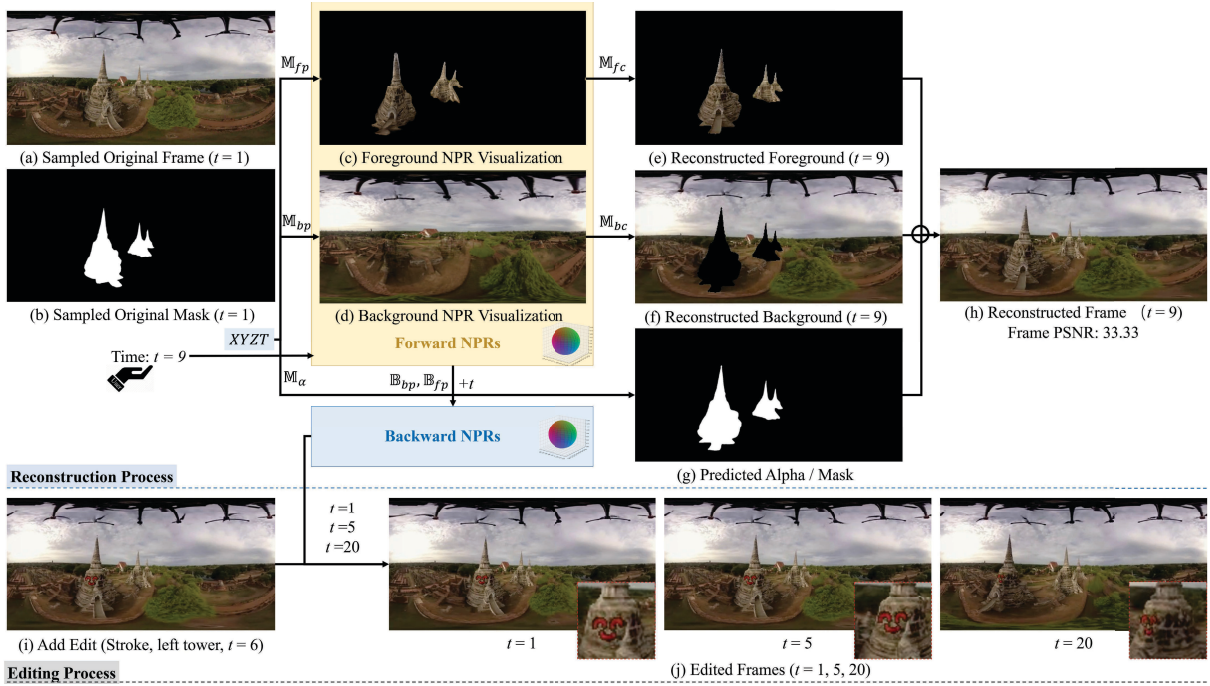 𝕄fp
𝕄fc
(a) Sampled Original Frame (t = 1)
(c) Foreground NPR Visualization
(e) Reconstructed Foreground (t = 9)
𝕄bp
𝕄bc
(b) Sampled Original Mask (t = 1)
(d) Background NPR Visualization
(f) Reconstructed Background (t = 9)
(h) Reconstructed Frame （t = 9)
Frame PSNR: 33.33
XYZT
Time: t = 9
Forward NPRs
𝕄α
𝔹bp, 𝔹fp
+t
Backward NPRs
(g) Predicted Alpha / Mask
Reconstruction Process
t =1
t =5
t =20
(i) Add Edit (Stroke, left tower, t = 6)
t = 1
t = 5
t = 20
(j) Edited Frames (t = 1, 5, 20)
Editing Process